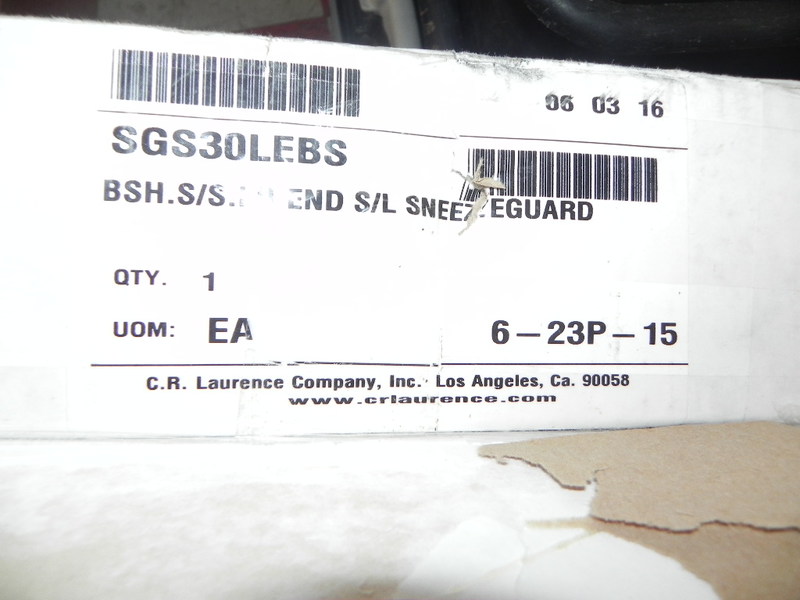 06 03 16
SGS30LEBS
BSH.S/S. END S/L SNEEZEGUARD
QTY. 1
UOM: EA 6-23P-15
C.R. Laurence Company, Inc. Los Angeles, Ca. 90058
www.crlaurence.com